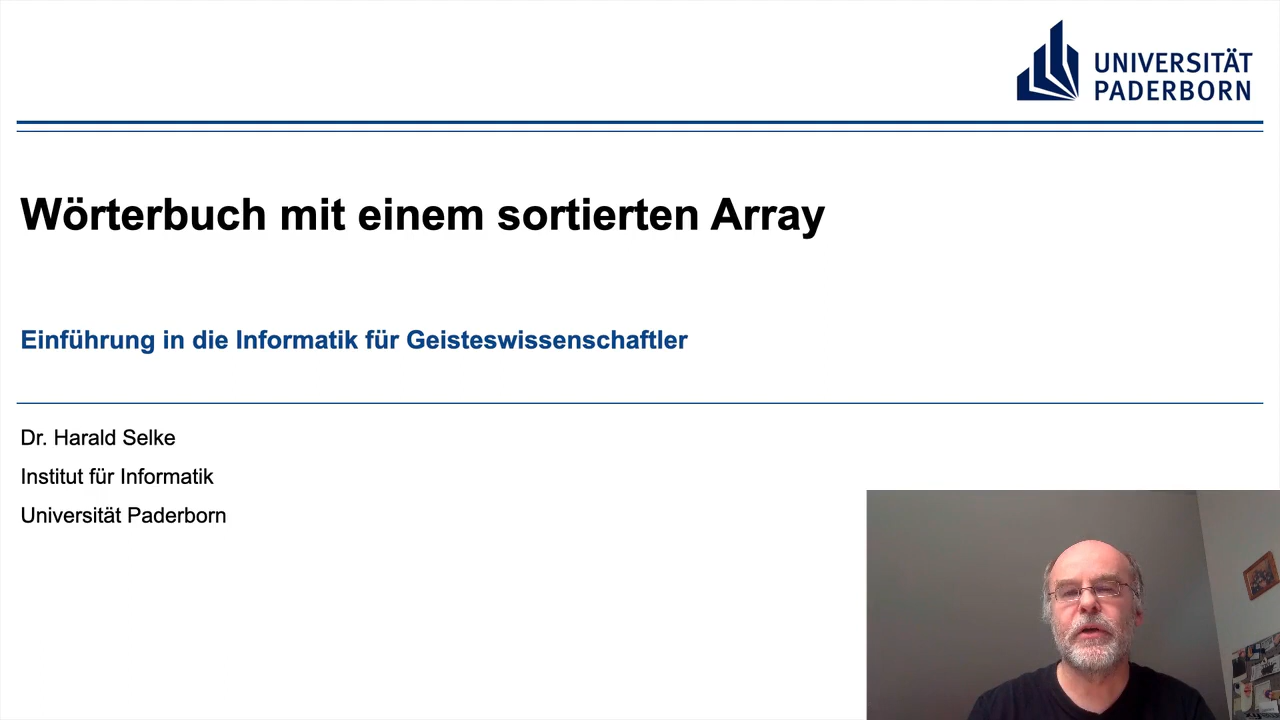 UNIVERSITÄT
PADERBORN
Wörterbuch mit einem sortierten Array
Einführung in die Informatik für Geisteswissenschaftler
Dr. Harald Selke
Institut für Informatik
Universität Paderborn